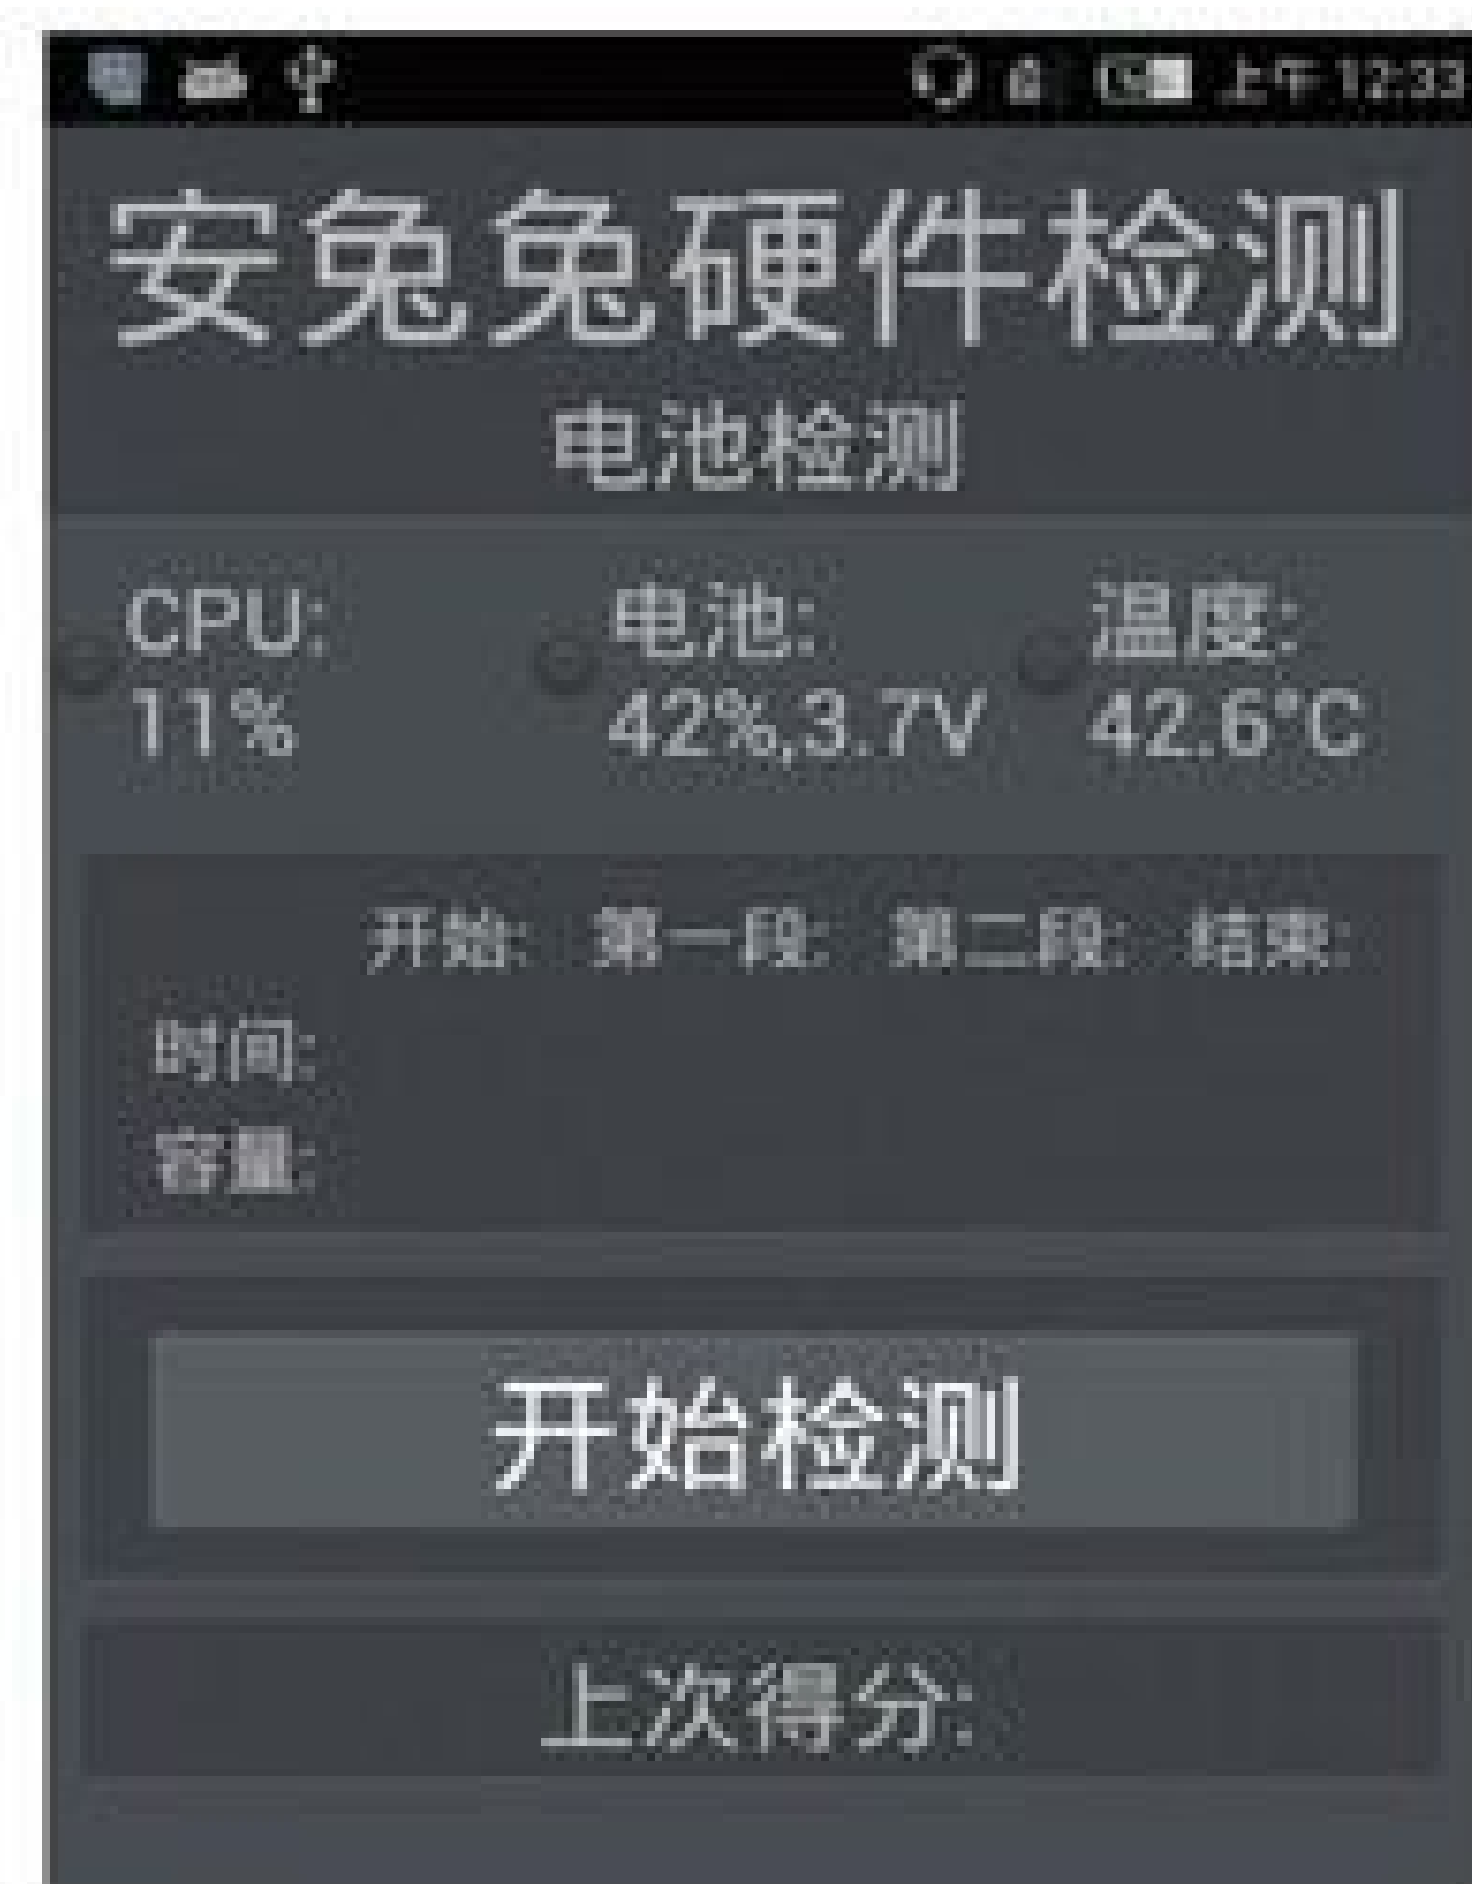 上午 12:33
安兔兔硬件检测
电池检测
CPU: 电池: 温度:
11% 42%,3.7V 42.6°C
开始: 第一段: 第二段: 结束:
时间:
容量:
开始检测
上次得分: